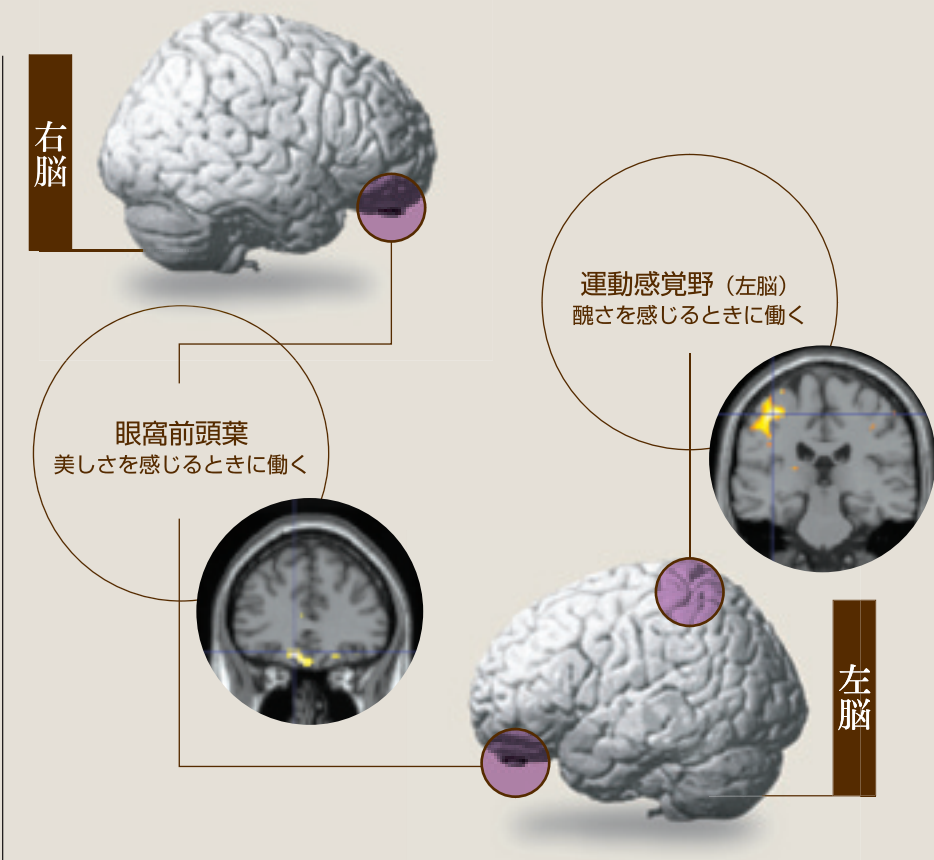 右脳
運動感覚野（左脳）
醜さを感じるときに働く
眼窩前頭葉
美しさを感じるときに働く
左脳